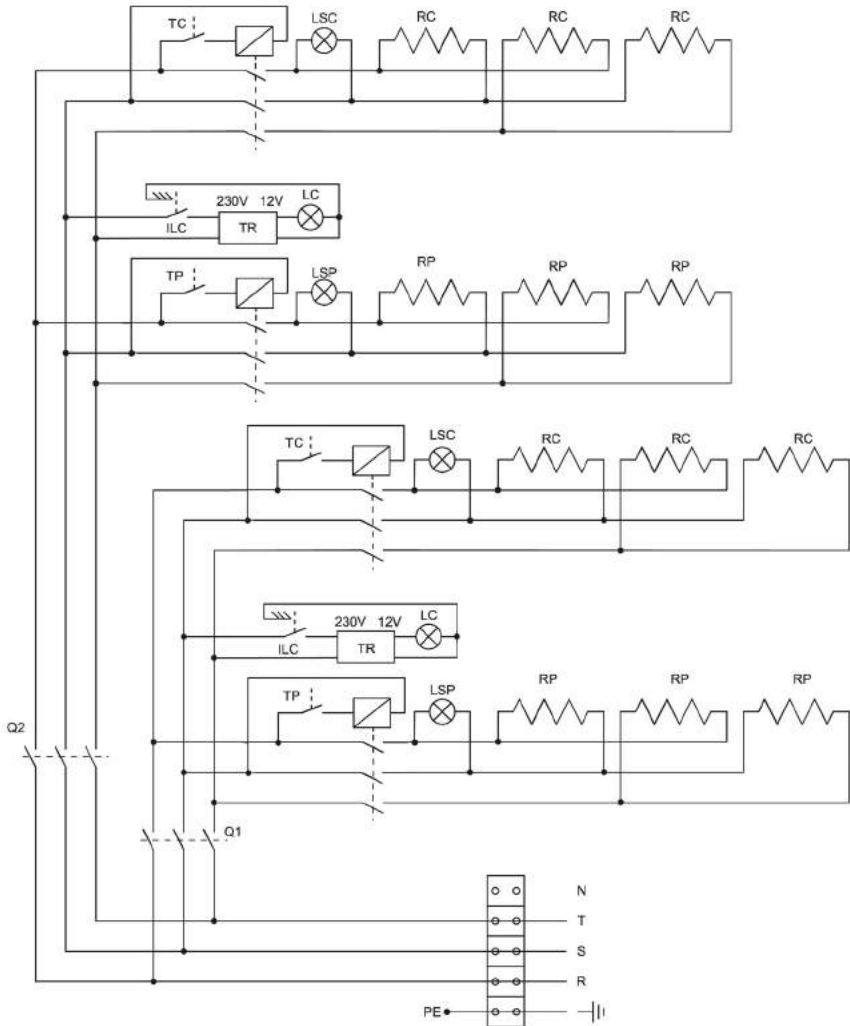 TC LSC RC RC RC
230V 12V LC
ILC TR
TP LSP RP RP RP
TC LSC RC RC RC
230V 12V LC
ILC TR
TP LSP RP RP RP
Q2
Q1
N
T
S
R
PE